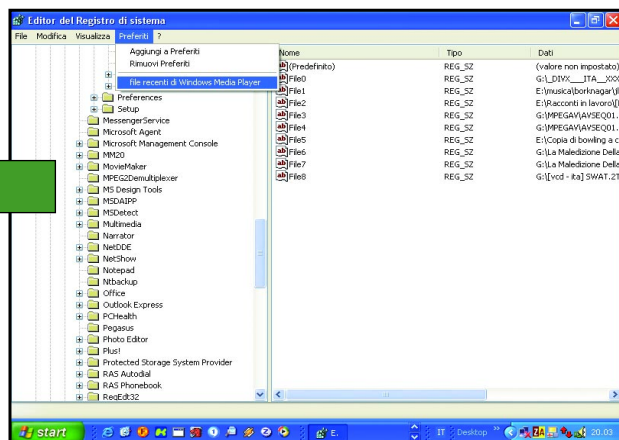 Editor del Registro di sistema
File Modifica Visualizza Preferiti ?
Aggiungi a Preferiti
Rimuovi Preferiti
file recenti di Windows Media Player
Preferences
Setup
MessengerService
Microsoft Agent
Microsoft Management Console
MM20
MovieMaker
MPEG2Demultiplexer
MS Design Tools
MSDAIPP
MSDetect
Multimedia
Narrator
NetDDE
NetShow
Notepad
Ntbackup
Office
Outlook Express
PCHealth
Pegasus
Photo Editor
Plus!
Protected Storage System Provider
RAS Autodial
RAS Phonebook
RegEdt32
Nome Tipo Dati
(Predefinito) REG_SZ (valore non impostato)
File0 REG_SZ G:\_DIVX___ITA__XXX
File1 REG_SZ E:\musica\borknagar\
File2 REG_SZ E:\Racconti in lavoro\
File3 REG_SZ G:\MPEGAV\AVSEQ01.
File4 REG_SZ G:\MPEGAV\AVSEQ01.
File5 REG_SZ E:\Copia di bowling a c
File6 REG_SZ G:\La Maledizione Della
File7 REG_SZ G:\La Maledizione Della
File8 REG_SZ G:\[vcd - ita] SWAT.2T
start E. IT Desktop » 20.03